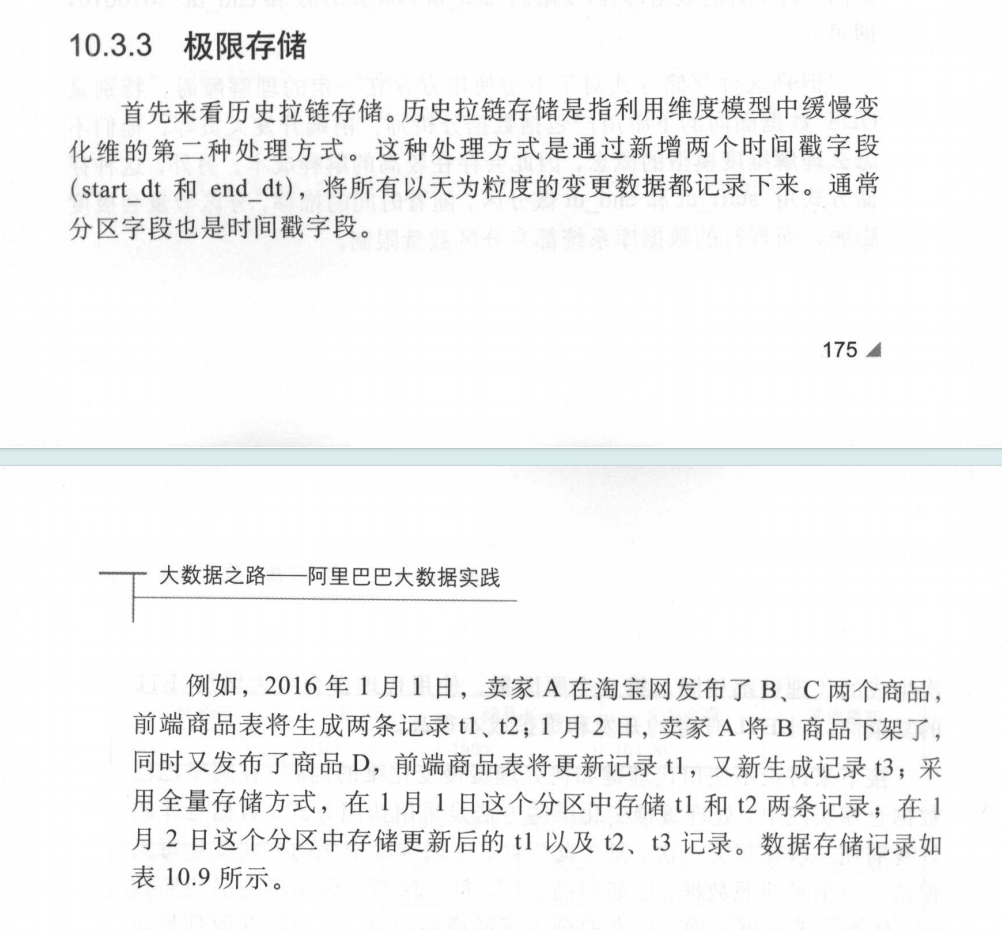 10.3.3 极限存储
首先来看历史拉链存储。历史拉链存储是指利用维度模型中缓慢变
化维的第二种处理方式。这种处理方式是通过新增两个时间戳字段
(start_dt 和 end_dt)，将所有以天为粒度的变更数据都记录下来。通常
分区字段也是时间戳字段。
175
大数据之路——阿里巴巴大数据实践
例如，2016 年 1 月 1 日，卖家 A 在淘宝网发布了 B、C 两个商品，
前端商品表将生成两条记录 t1、t2；1 月 2 日，卖家 A 将 B 商品下架了，
同时又发布了商品 D，前端商品表将更新记录 t1，又新生成记录 t3；采
用全量存储方式，在 1 月 1 日这个分区中存储 t1 和 t2 两条记录；在 1
月 2 日这个分区中存储更新后的 t1 以及 t2、t3 记录。数据存储记录如
表 10.9 所示。